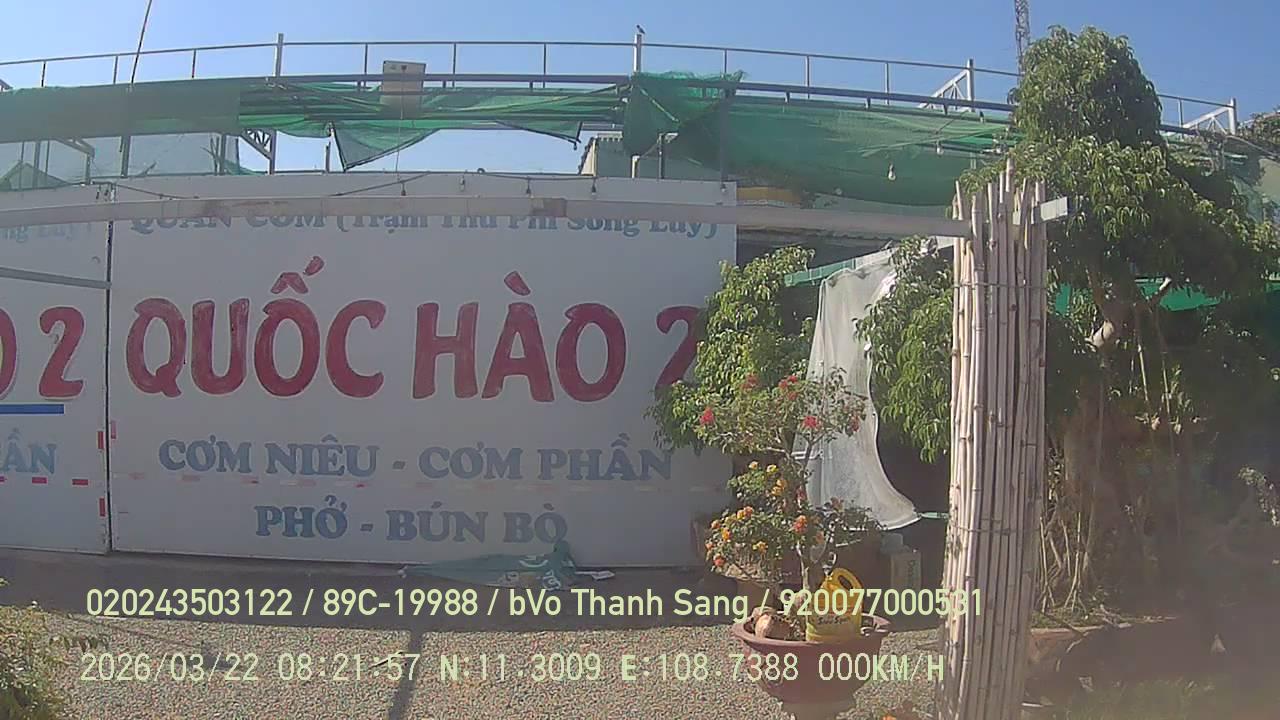 QUÁN CƠM (Trạm Thu Phí Sông Lũy)
2 QUỐC HÀO 2
CƠM NIÊU - CƠM PHẦN
PHỞ - BÚN BÒ
020243503122 / 89C-19988 / bVo Thanh Sang / 920077000531
2026/03/22 08:21:57 N:11.3009 E:108.7388 000KM/H